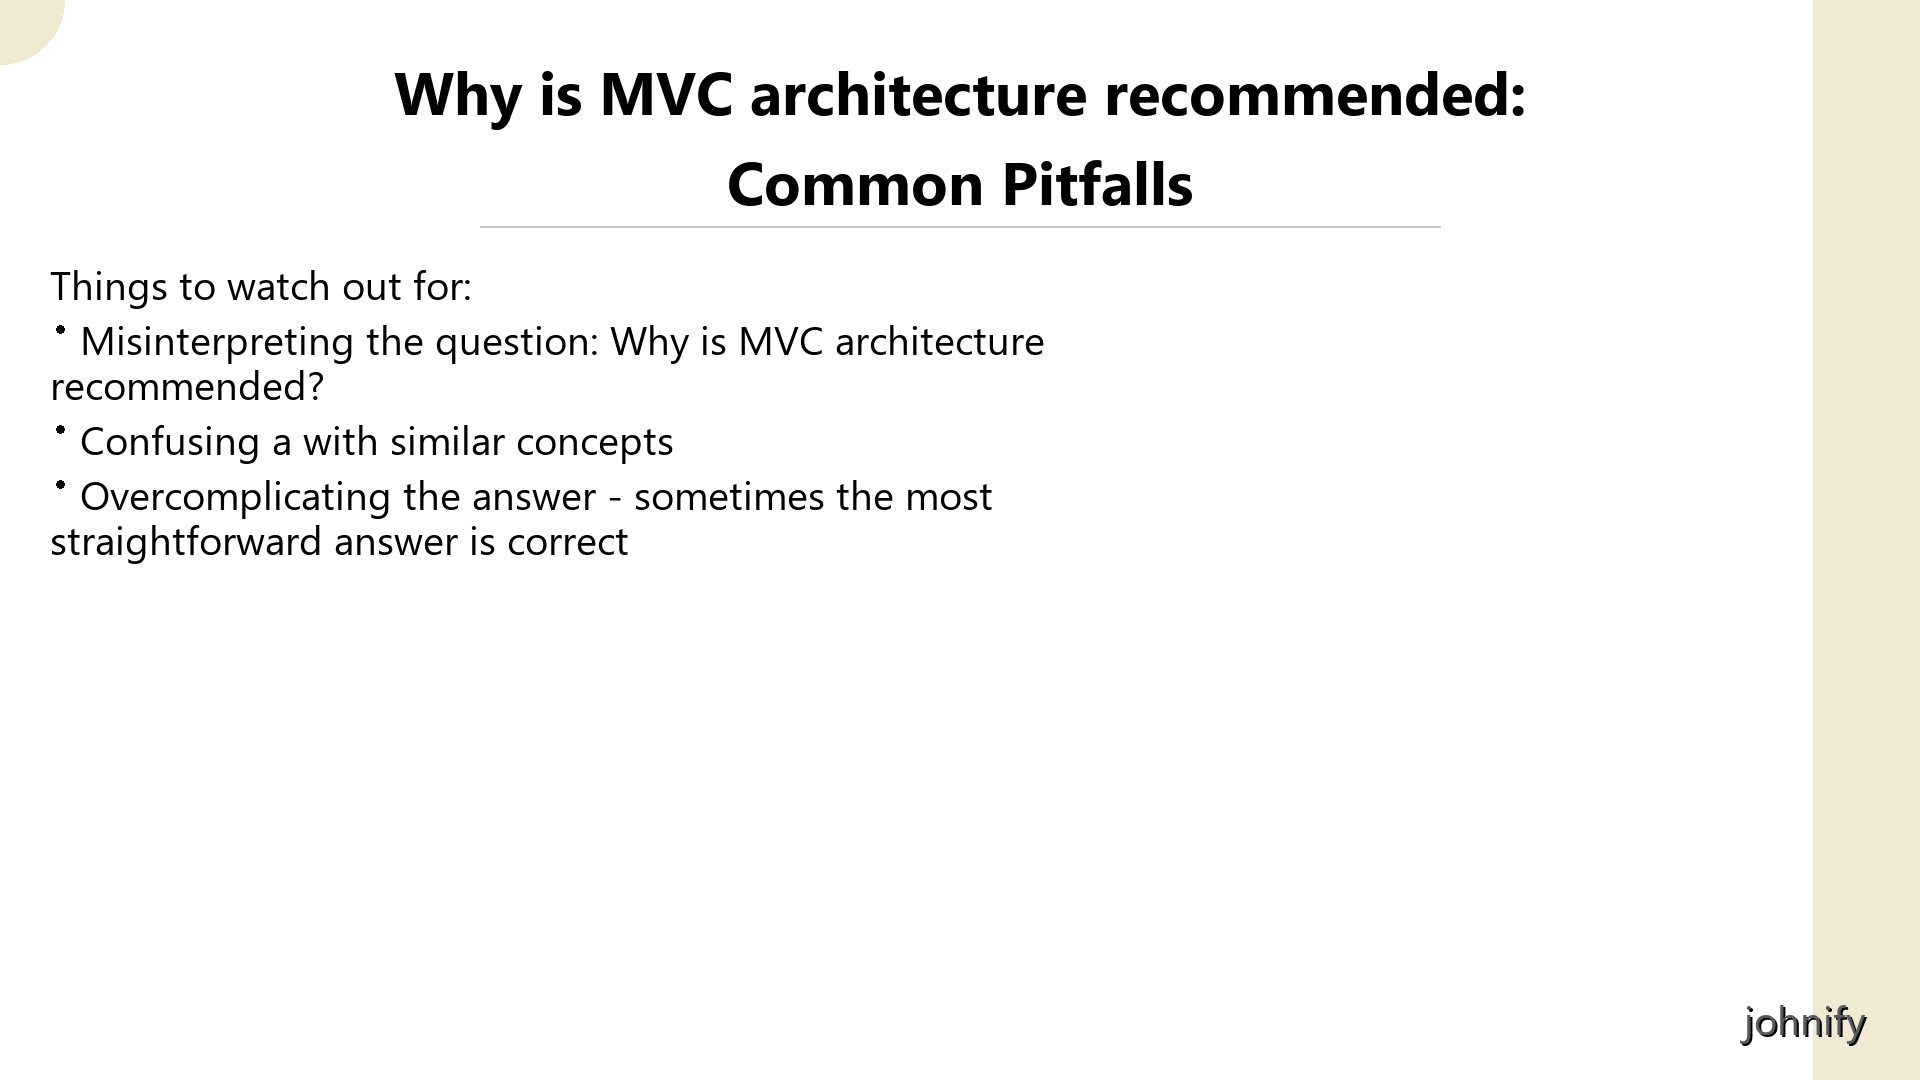 Why is MVC architecture recommended:
Common Pitfalls
Things to watch out for:
• Misinterpreting the question: Why is MVC architecture
recommended?
• Confusing a with similar concepts
• Overcomplicating the answer - sometimes the most
straightforward answer is correct
johnify